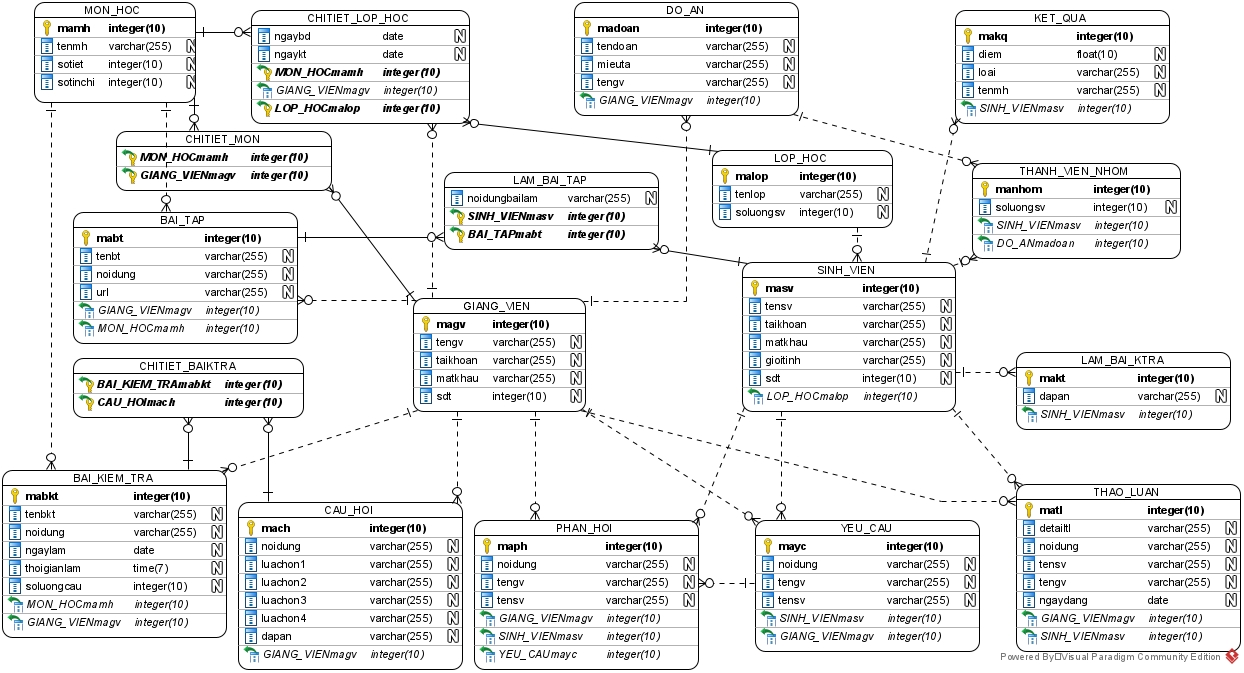 MON_HOC
mamh integer(10)
tenmh varchar(255) N
sotiet integer(10) N
sotinchi integer(10) N
CHITIET_LOP_HOC
ngaybd date N
ngaykt date N
MON_HOCmamh integer(10)
GIANG_VIENmagv integer(10)
LOP_HOCmalop integer(10)
DO_AN
madoan integer(10)
tendoan varchar(255) N
mieuta varchar(255) N
tengv varchar(255) N
GIANG_VIENmagv integer(10)
KET_QUA
makq integer(10)
diem float(10) N
loai varchar(255) N
tenmh varchar(255) N
SINH_VIENmasv integer(10)
CHITIET_MON
MON_HOCmamh integer(10)
GIANG_VIENmagv integer(10)
LAM_BAI_TAP
noidungbailam varchar(255) N
SINH_VIENmasv integer(10)
BAI_TAPmabt integer(10)
LOP_HOC
malop integer(10)
tenlop varchar(255) N
soluongsv integer(10) N
THANH_VIEN_NHOM
manhom integer(10)
soluongsv integer(10) N
SINH_VIENmasv integer(10)
DO_ANmadoan integer(10)
BAI_TAP
mabt integer(10)
tenbt varchar(255) N
noidung varchar(255) N
url varchar(255) N
GIANG_VIENmagv integer(10)
MON_HOCmamh integer(10)
GIANG_VIEN
magv integer(10)
tengv varchar(255) N
taikhoan varchar(255) N
matkhau varchar(255) N
sdt integer(10) N
SINH_VIEN
masv integer(10)
tensv varchar(255) N
taikhoan varchar(255) N
matkhau varchar(255) N
gioitinh varchar(255) N
sdt integer(10) N
LOP_HOCmalop integer(10)
CHITIET_BAIKTRA
BAI_KIEM_TRAmabkt integer(10)
CAU_HOImach integer(10)
LAM_BAI_KTRA
makt integer(10)
dapan varchar(255) N
SINH_VIENmasv integer(10)
BAI_KIEM_TRA
mabkt integer(10)
tenbkt varchar(255) N
noidung varchar(255) N
ngaylam date N
thoigianlam time(7) N
soluongcau integer(10) N
MON_HOCmamh integer(10)
GIANG_VIENmagv integer(10)
CAU_HOI
mach integer(10)
noidung varchar(255) N
luachon1 varchar(255) N
luachon2 varchar(255) N
luachon3 varchar(255) N
luachon4 varchar(255) N
dapan varchar(255) N
GIANG_VIENmagv integer(10)
PHAN_HOI
maph integer(10)
noidung varchar(255) N
tengv varchar(255) N
tensv varchar(255) N
GIANG_VIENmagv integer(10)
SINH_VIENmasv integer(10)
YEU_CAUmayc integer(10)
YEU_CAU
mayc integer(10)
noidung varchar(255) N
tengv varchar(255) N
tensv varchar(255) N
SINH_VIENmasv integer(10)
GIANG_VIENmagv integer(10)
THAO_LUAN
matl integer(10)
detailtl varchar(255) N
noidung varchar(255) N
tensv varchar(255) N
tengv varchar(255) N
ngaydang date N
GIANG_VIENmagv integer(10)
SINH_VIENmasv integer(10)
Powered By Visual Paradigm Community Edition